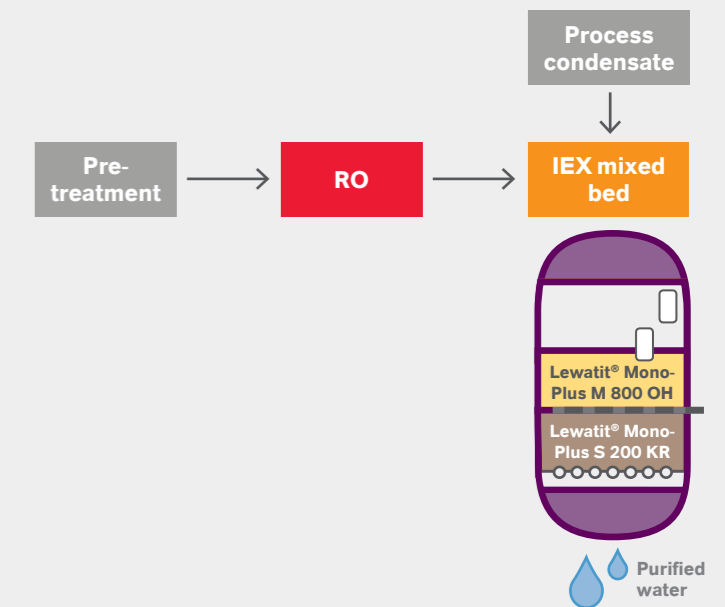 Process
condensate
Pre-
treatment
RO
IEX mixed
bed
Lewatit® Mono-
Plus M 800 OH
Lewatit® Mono-
Plus S 200 KR
Purified
water